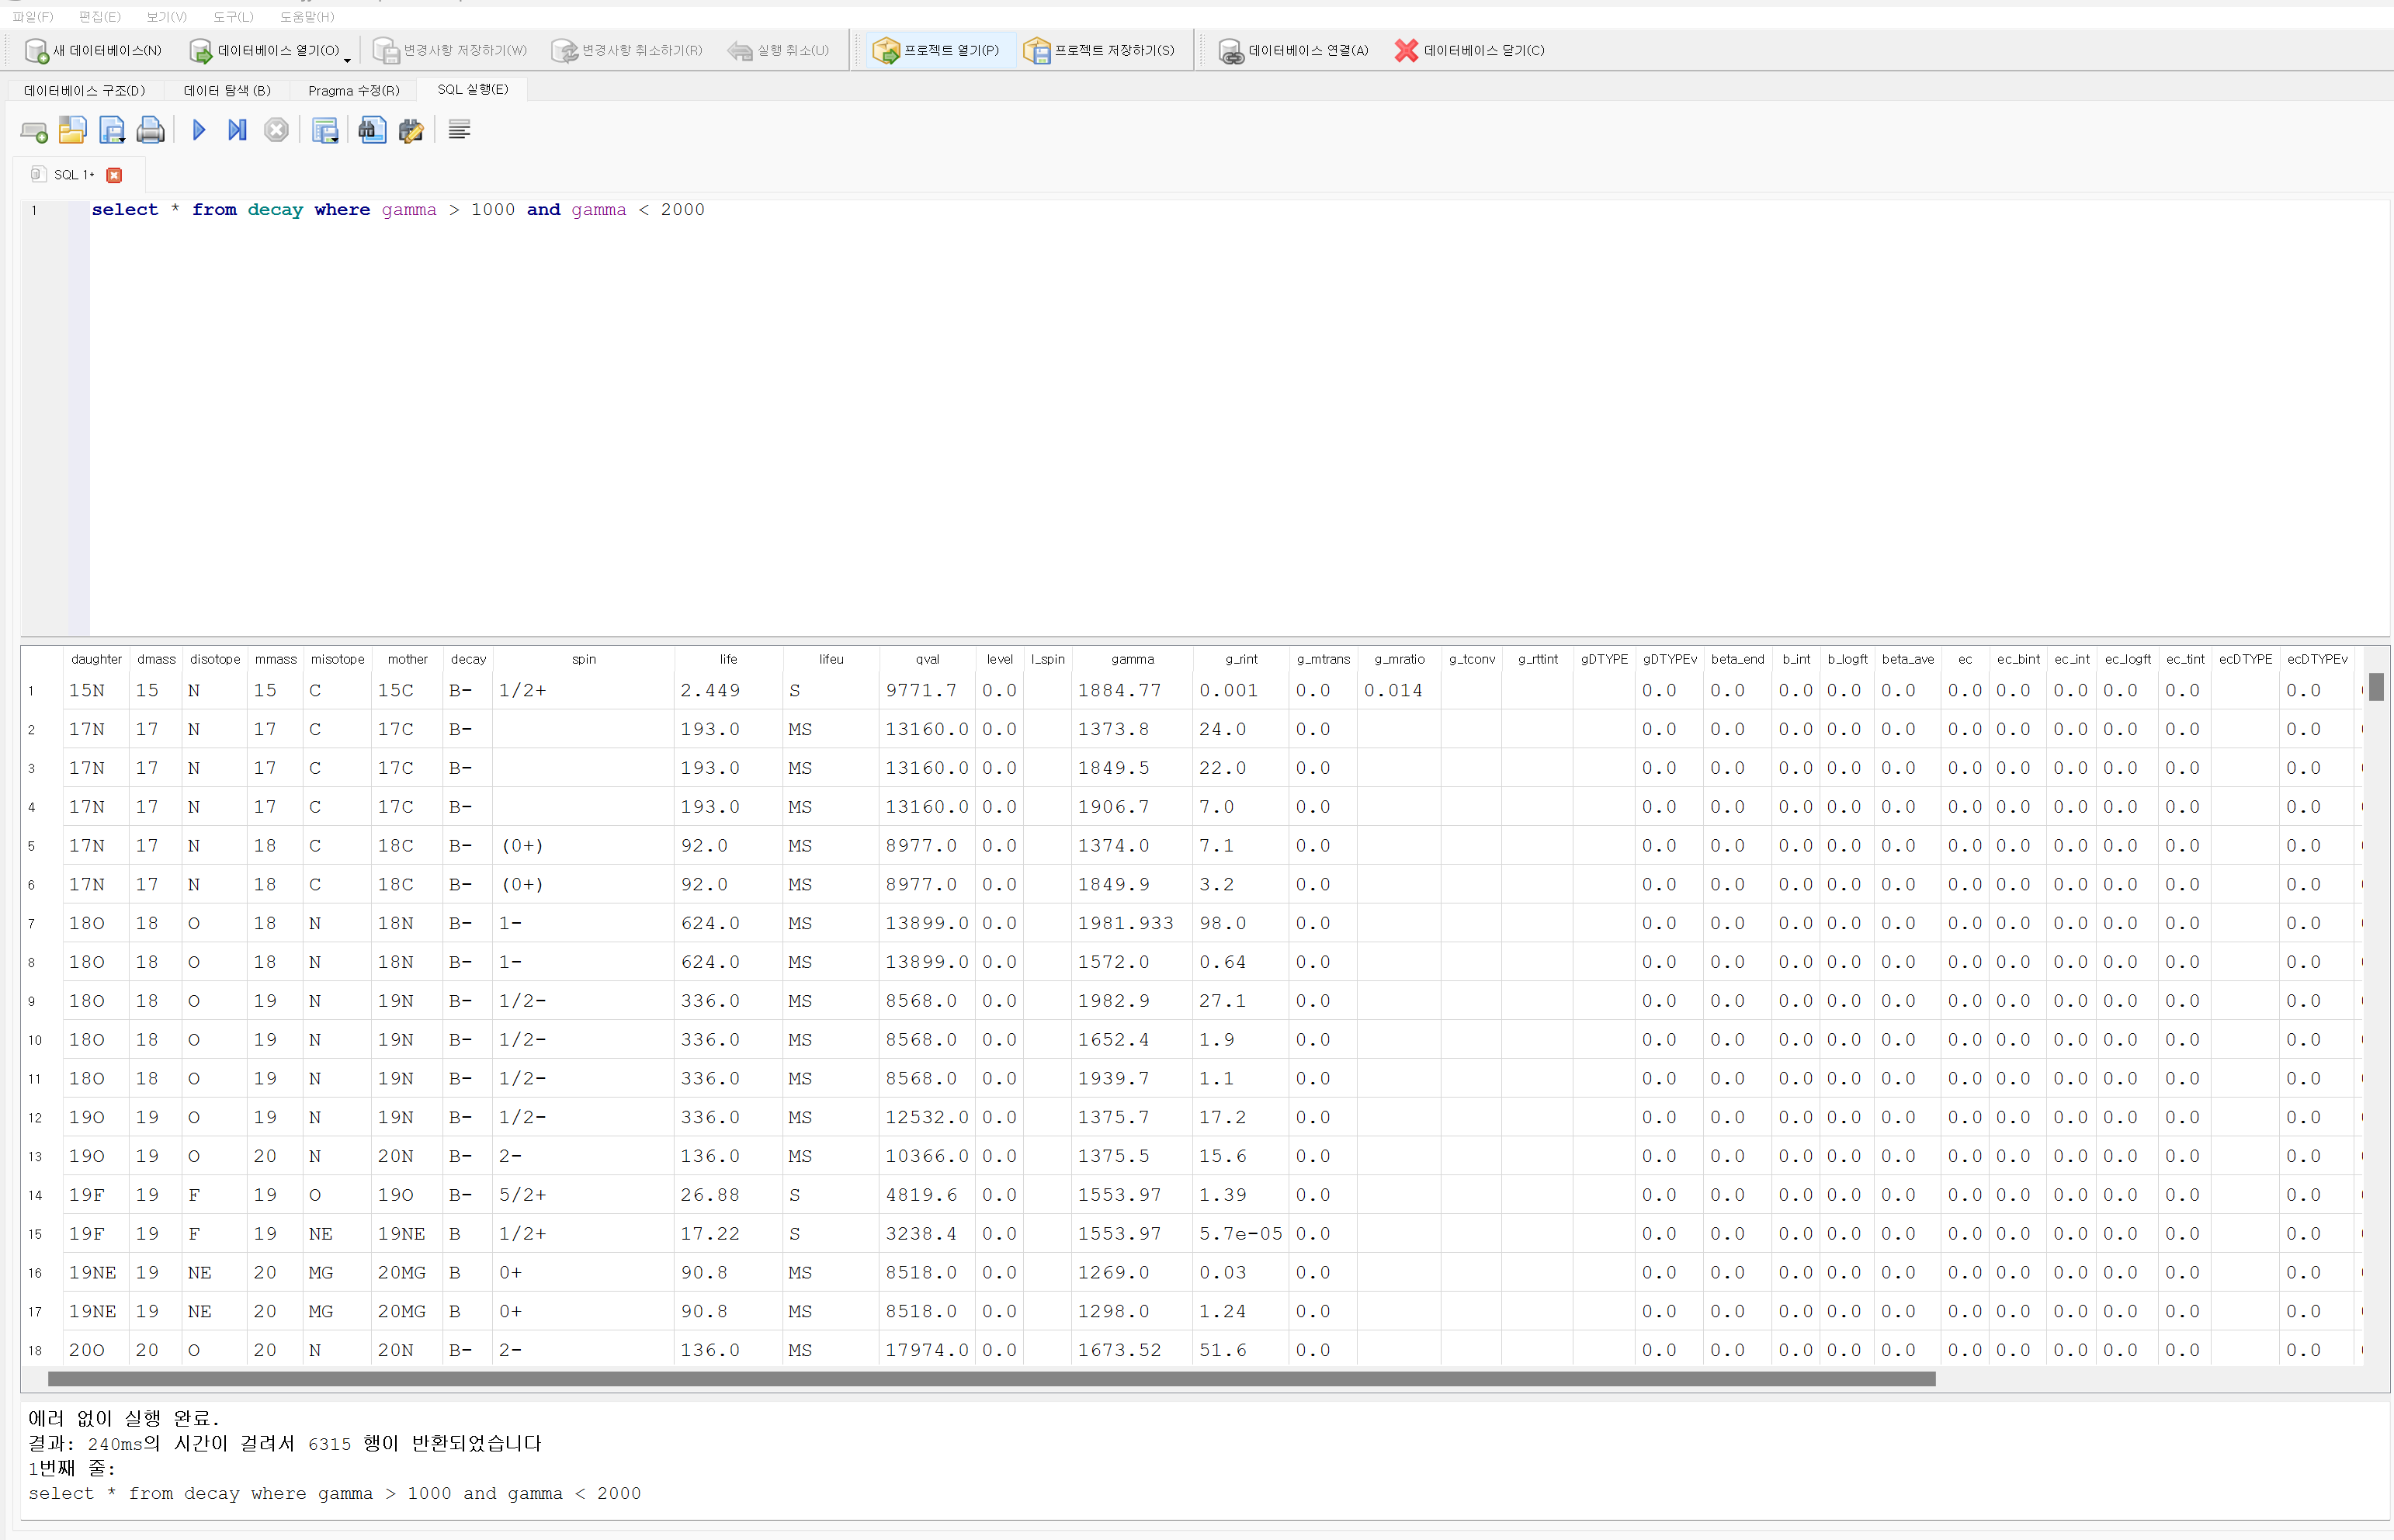 파일(F) 편집(E) 보기(V) 도구(L) 도움말(H)
새 데이터베이스(N) 데이터베이스 열기(O) 변경사항 저장하기(W) 변경사항 취소하기(R) 실행 취소(U) 프로젝트 열기(P) 프로젝트 저장하기(S) 데이터베이스 연결(A) 데이터베이스 닫기(C)
데이터베이스 구조(D) 데이터 탐색 (B) Pragma 수정(R) SQL 실행(E)
SQL 1*
1 select * from decay where gamma > 1000 and gamma < 2000
daughter dmass disotope mmass misotope mother decay spin life lifeu qval level l_spin gamma g_rint g_mtrans g_mratio g_tconv g_rttint gDTYPE gDTYPEv beta_end b_int b_logft beta_ave ec ec_bint ec_int ec_logft ec_tint ecDTYPE ecDTYPEv
1 15N 15 N 15 C 15C B- 1/2+ 2.449 S 9771.7 0.0 1884.77 0.001 0.0 0.014 0.0 0.0 0.0 0.0 0.0 0.0 0.0 0.0 0.0 0.0 0.0
2 17N 17 N 17 C 17C B- 193.0 MS 13160.0 0.0 1373.8 24.0 0.0 0.0 0.0 0.0 0.0 0.0 0.0 0.0 0.0 0.0 0.0 0.0
3 17N 17 N 17 C 17C B- 193.0 MS 13160.0 0.0 1849.5 22.0 0.0 0.0 0.0 0.0 0.0 0.0 0.0 0.0 0.0 0.0 0.0 0.0
4 17N 17 N 17 C 17C B- 193.0 MS 13160.0 0.0 1906.7 7.0 0.0 0.0 0.0 0.0 0.0 0.0 0.0 0.0 0.0 0.0 0.0 0.0
5 17N 17 N 18 C 18C B- (0+) 92.0 MS 8977.0 0.0 1374.0 7.1 0.0 0.0 0.0 0.0 0.0 0.0 0.0 0.0 0.0 0.0 0.0 0.0
6 17N 17 N 18 C 18C B- (0+) 92.0 MS 8977.0 0.0 1849.9 3.2 0.0 0.0 0.0 0.0 0.0 0.0 0.0 0.0 0.0 0.0 0.0 0.0
7 18O 18 O 18 N 18N B- 1- 624.0 MS 13899.0 0.0 1981.933 98.0 0.0 0.0 0.0 0.0 0.0 0.0 0.0 0.0 0.0 0.0 0.0 0.0
8 18O 18 O 18 N 18N B- 1- 624.0 MS 13899.0 0.0 1572.0 0.64 0.0 0.0 0.0 0.0 0.0 0.0 0.0 0.0 0.0 0.0 0.0 0.0
9 18O 18 O 19 N 19N B- 1/2- 336.0 MS 8568.0 0.0 1982.9 27.1 0.0 0.0 0.0 0.0 0.0 0.0 0.0 0.0 0.0 0.0 0.0 0.0
10 18O 18 O 19 N 19N B- 1/2- 336.0 MS 8568.0 0.0 1652.4 1.9 0.0 0.0 0.0 0.0 0.0 0.0 0.0 0.0 0.0 0.0 0.0 0.0
11 18O 18 O 19 N 19N B- 1/2- 336.0 MS 8568.0 0.0 1939.7 1.1 0.0 0.0 0.0 0.0 0.0 0.0 0.0 0.0 0.0 0.0 0.0 0.0
12 19O 19 O 19 N 19N B- 1/2- 336.0 MS 12532.0 0.0 1375.7 17.2 0.0 0.0 0.0 0.0 0.0 0.0 0.0 0.0 0.0 0.0 0.0 0.0
13 19O 19 O 20 N 20N B- 2- 136.0 MS 10366.0 0.0 1375.5 15.6 0.0 0.0 0.0 0.0 0.0 0.0 0.0 0.0 0.0 0.0 0.0 0.0
14 19F 19 F 19 O 19O B- 5/2+ 26.88 S 4819.6 0.0 1553.97 1.39 0.0 0.0 0.0 0.0 0.0 0.0 0.0 0.0 0.0 0.0 0.0 0.0
15 19F 19 F 19 NE 19NE B 1/2+ 17.22 S 3238.4 0.0 1553.97 5.7e-05 0.0 0.0 0.0 0.0 0.0 0.0 0.0 0.0 0.0 0.0 0.0 0.0
16 19NE 19 NE 20 MG 20MG B 0+ 90.8 MS 8518.0 0.0 1269.0 0.03 0.0 0.0 0.0 0.0 0.0 0.0 0.0 0.0 0.0 0.0 0.0 0.0
17 19NE 19 NE 20 MG 20MG B 0+ 90.8 MS 8518.0 0.0 1298.0 1.24 0.0 0.0 0.0 0.0 0.0 0.0 0.0 0.0 0.0 0.0 0.0 0.0
18 20O 20 O 20 N 20N B- 2- 136.0 MS 17974.0 0.0 1673.52 51.6 0.0 0.0 0.0 0.0 0.0 0.0 0.0 0.0 0.0 0.0 0.0 0.0
에러 없이 실행 완료.
결과: 240ms의 시간이 걸려서 6315 행이 반환되었습니다
1번째 줄:
select * from decay where gamma > 1000 and gamma < 2000